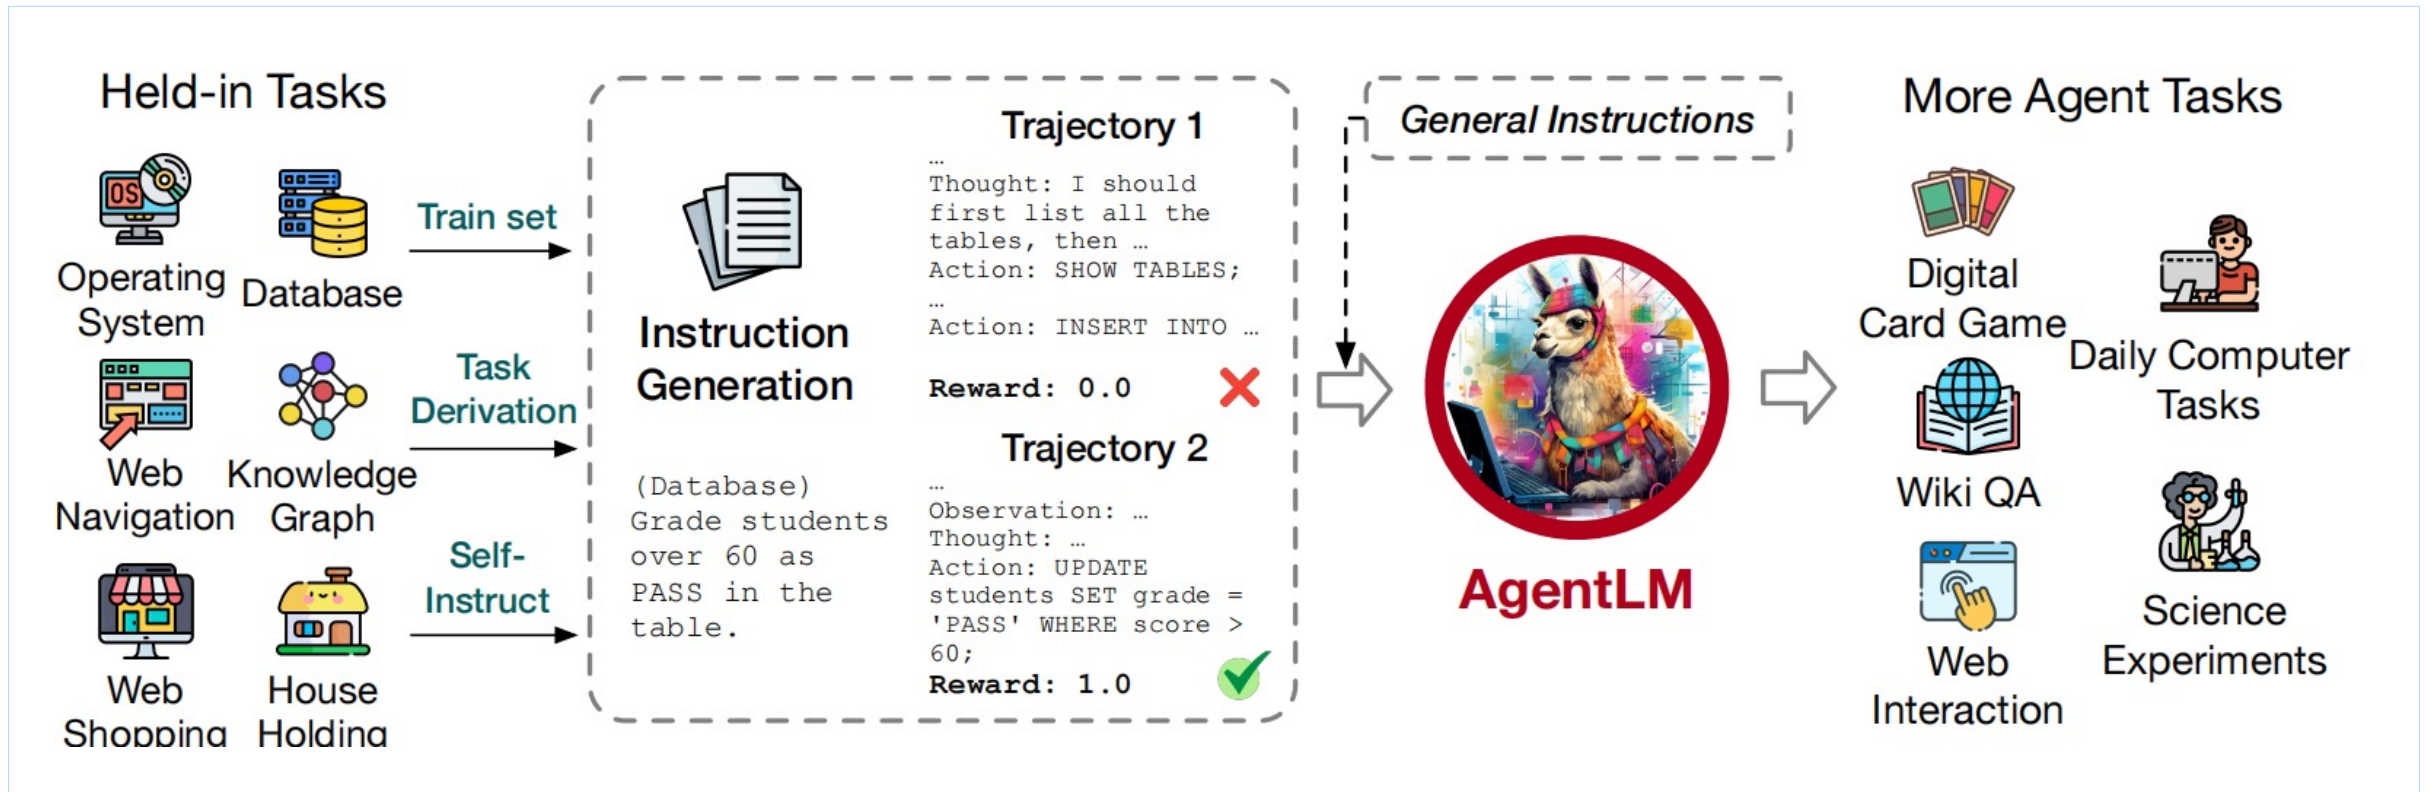 Held-in Tasks
OS
Operating
System
Database
Web
Navigation
Knowledge
Graph
Web
Shopping
House
Holding
Train set
Task
Derivation
Self-
Instruct
Instruction
Generation
(Database)
Grade students
over 60 as
PASS in the
table.
Trajectory 1
…
Thought: I should
first list all the
tables, then …
Action: SHOW TABLES;
…
Action: INSERT INTO …
Reward: 0.0
Trajectory 2
…
Observation: …
Thought: …
Action: UPDATE
students SET grade =
'PASS' WHERE score >
60;
Reward: 1.0
General Instructions
AgentLM
More Agent Tasks
Digital
Card Game
Daily Computer
Tasks
Wiki QA
Science
Experiments
Web
Interaction